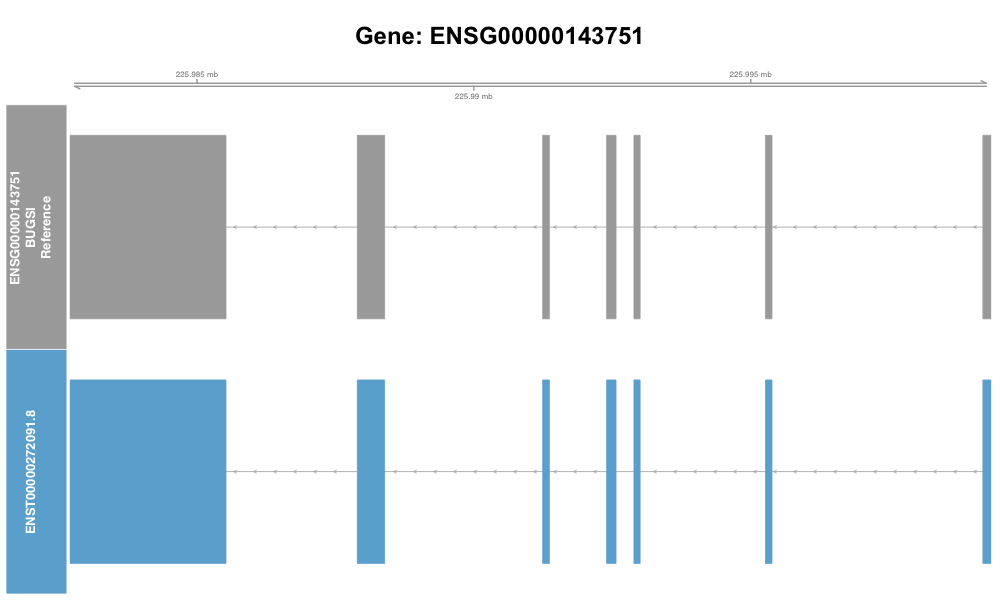 Gene: ENSG00000143751
225.985 mb
225.995 mb
225.99 mb
ENSG00000143751
BUGSI
Reference
ENST00000272091.8